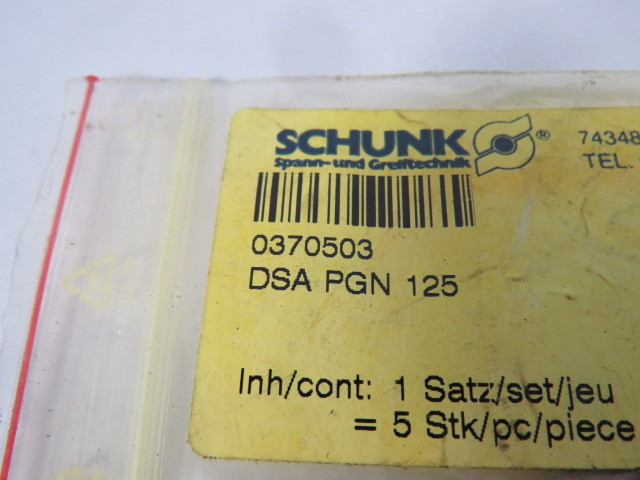 SCHUNK ® 74348
Spann- und Greiftechnik TEL.
0370503
DSA PGN 125
Inh/cont: 1 Satz/set/jeu
= 5 Stk/pc/piece